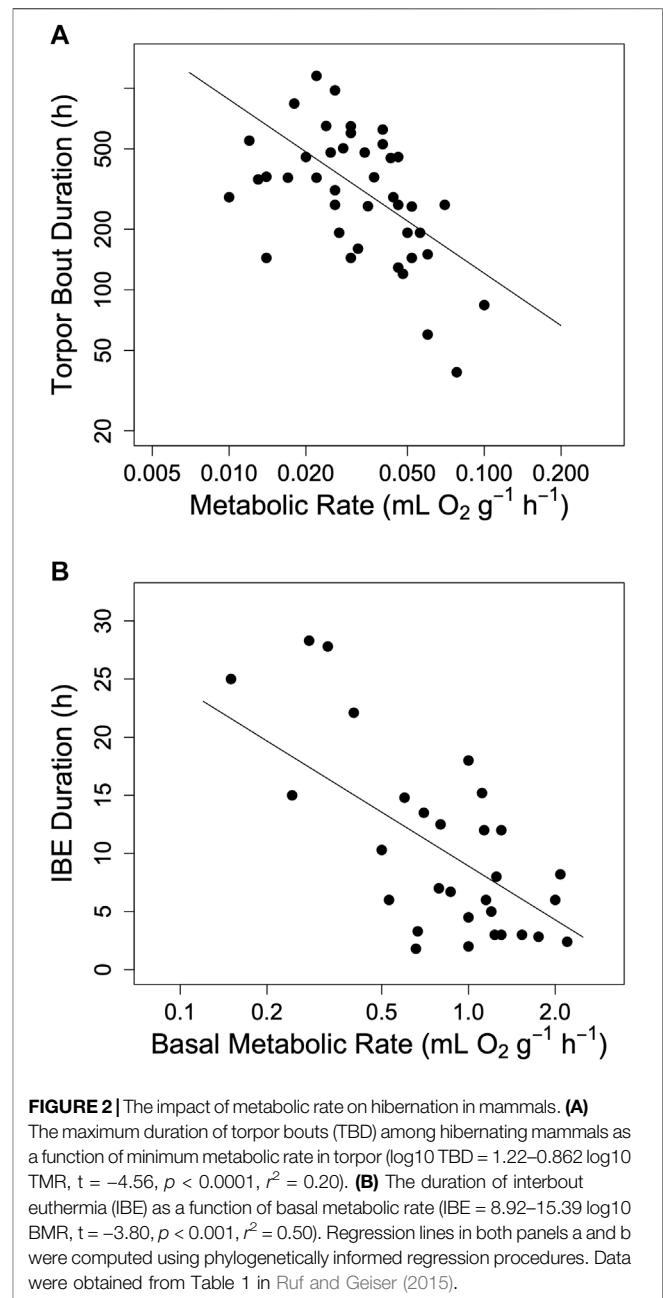 A
Torpor Bout Duration (h)
500
200
100
50
20
0.005 0.010 0.020 0.050 0.100 0.200
Metabolic Rate (mL O₂ g⁻¹ h⁻¹)
B
IBE Duration (h)
30
25
20
15
10
5
0
0.1 0.2 0.5 1.0 2.0
Basal Metabolic Rate (mL O₂ g⁻¹ h⁻¹)
FIGURE 2 | The impact of metabolic rate on hibernation in mammals. (A)
The maximum duration of torpor bouts (TBD) among hibernating mammals as
a function of minimum metabolic rate in torpor (log10 TBD = 1.22–0.862 log10
TMR, t = −4.56, p < 0.0001, r² = 0.20). (B) The duration of interbout
euthermia (IBE) as a function of basal metabolic rate (IBE = 8.92–15.39 log10
BMR, t = −3.80, p < 0.001, r² = 0.50). Regression lines in both panels a and b
were computed using phylogenetically informed regression procedures. Data
were obtained from Table 1 in Ruf and Geiser (2015).